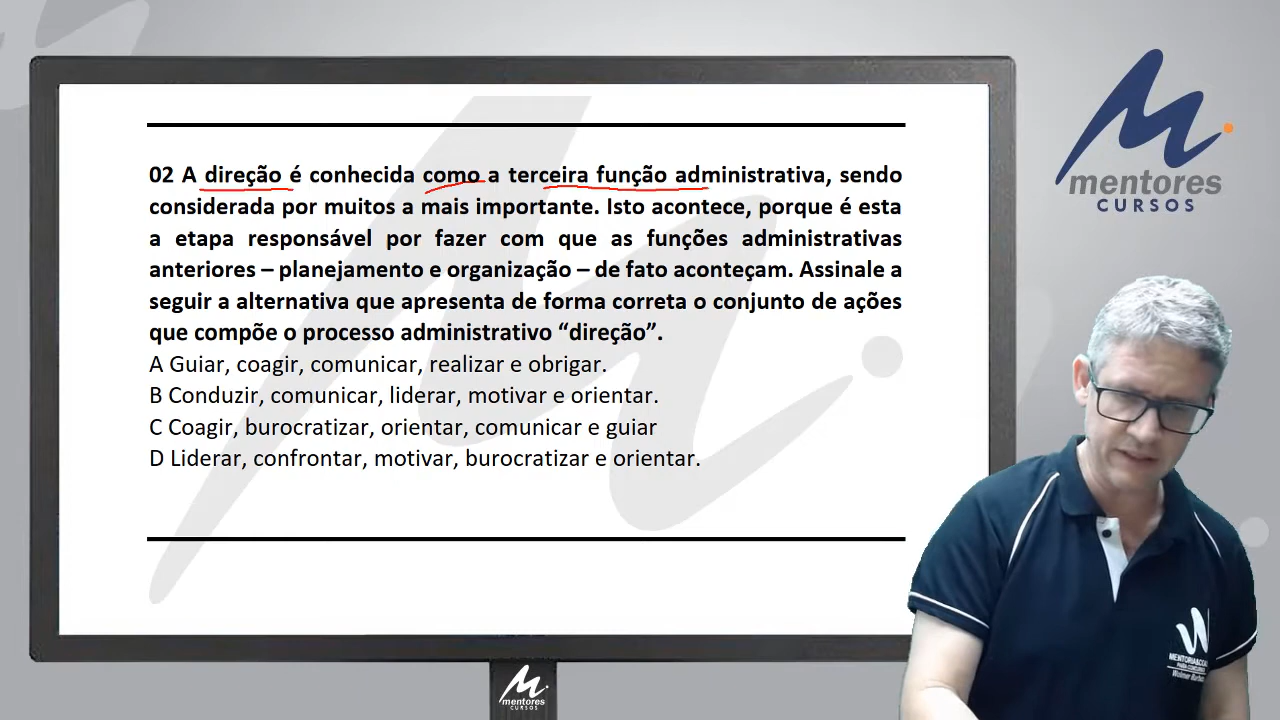 02 A direção é conhecida como a terceira função administrativa, sendo
considerada por muitos a mais importante. Isto acontece, porque é esta
a etapa responsável por fazer com que as funções administrativas
anteriores – planejamento e organização – de fato aconteçam. Assinale a
seguir a alternativa que apresenta de forma correta o conjunto de ações
que compõe o processo administrativo “direção”.
A Guiar, coagir, comunicar, realizar e obrigar.
B Conduzir, comunicar, liderar, motivar e orientar.
C Coagir, burocratizar, orientar, comunicar e guiar
D Liderar, confrontar, motivar, burocratizar e orientar.
mentores
CURSOS
mentores
CURSOS